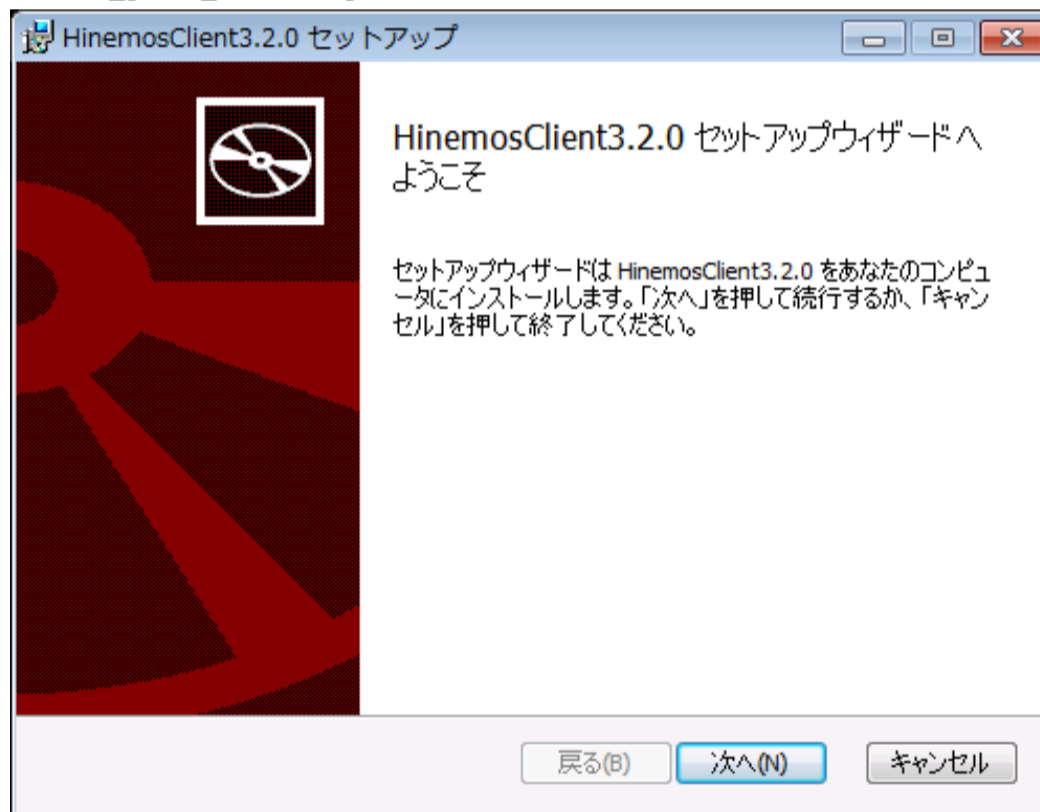 HinemosClient3.2.0 セットアップ
HinemosClient3.2.0 セットアップウィザードへ
ようこそ
セットアップウィザードは HinemosClient3.2.0 をあなたのコンピュ
ータにインストールします。「次へ」を押して続行するか、「キャン
セル」を押して終了してください。
戻る(B)
次へ(N)
キャンセル